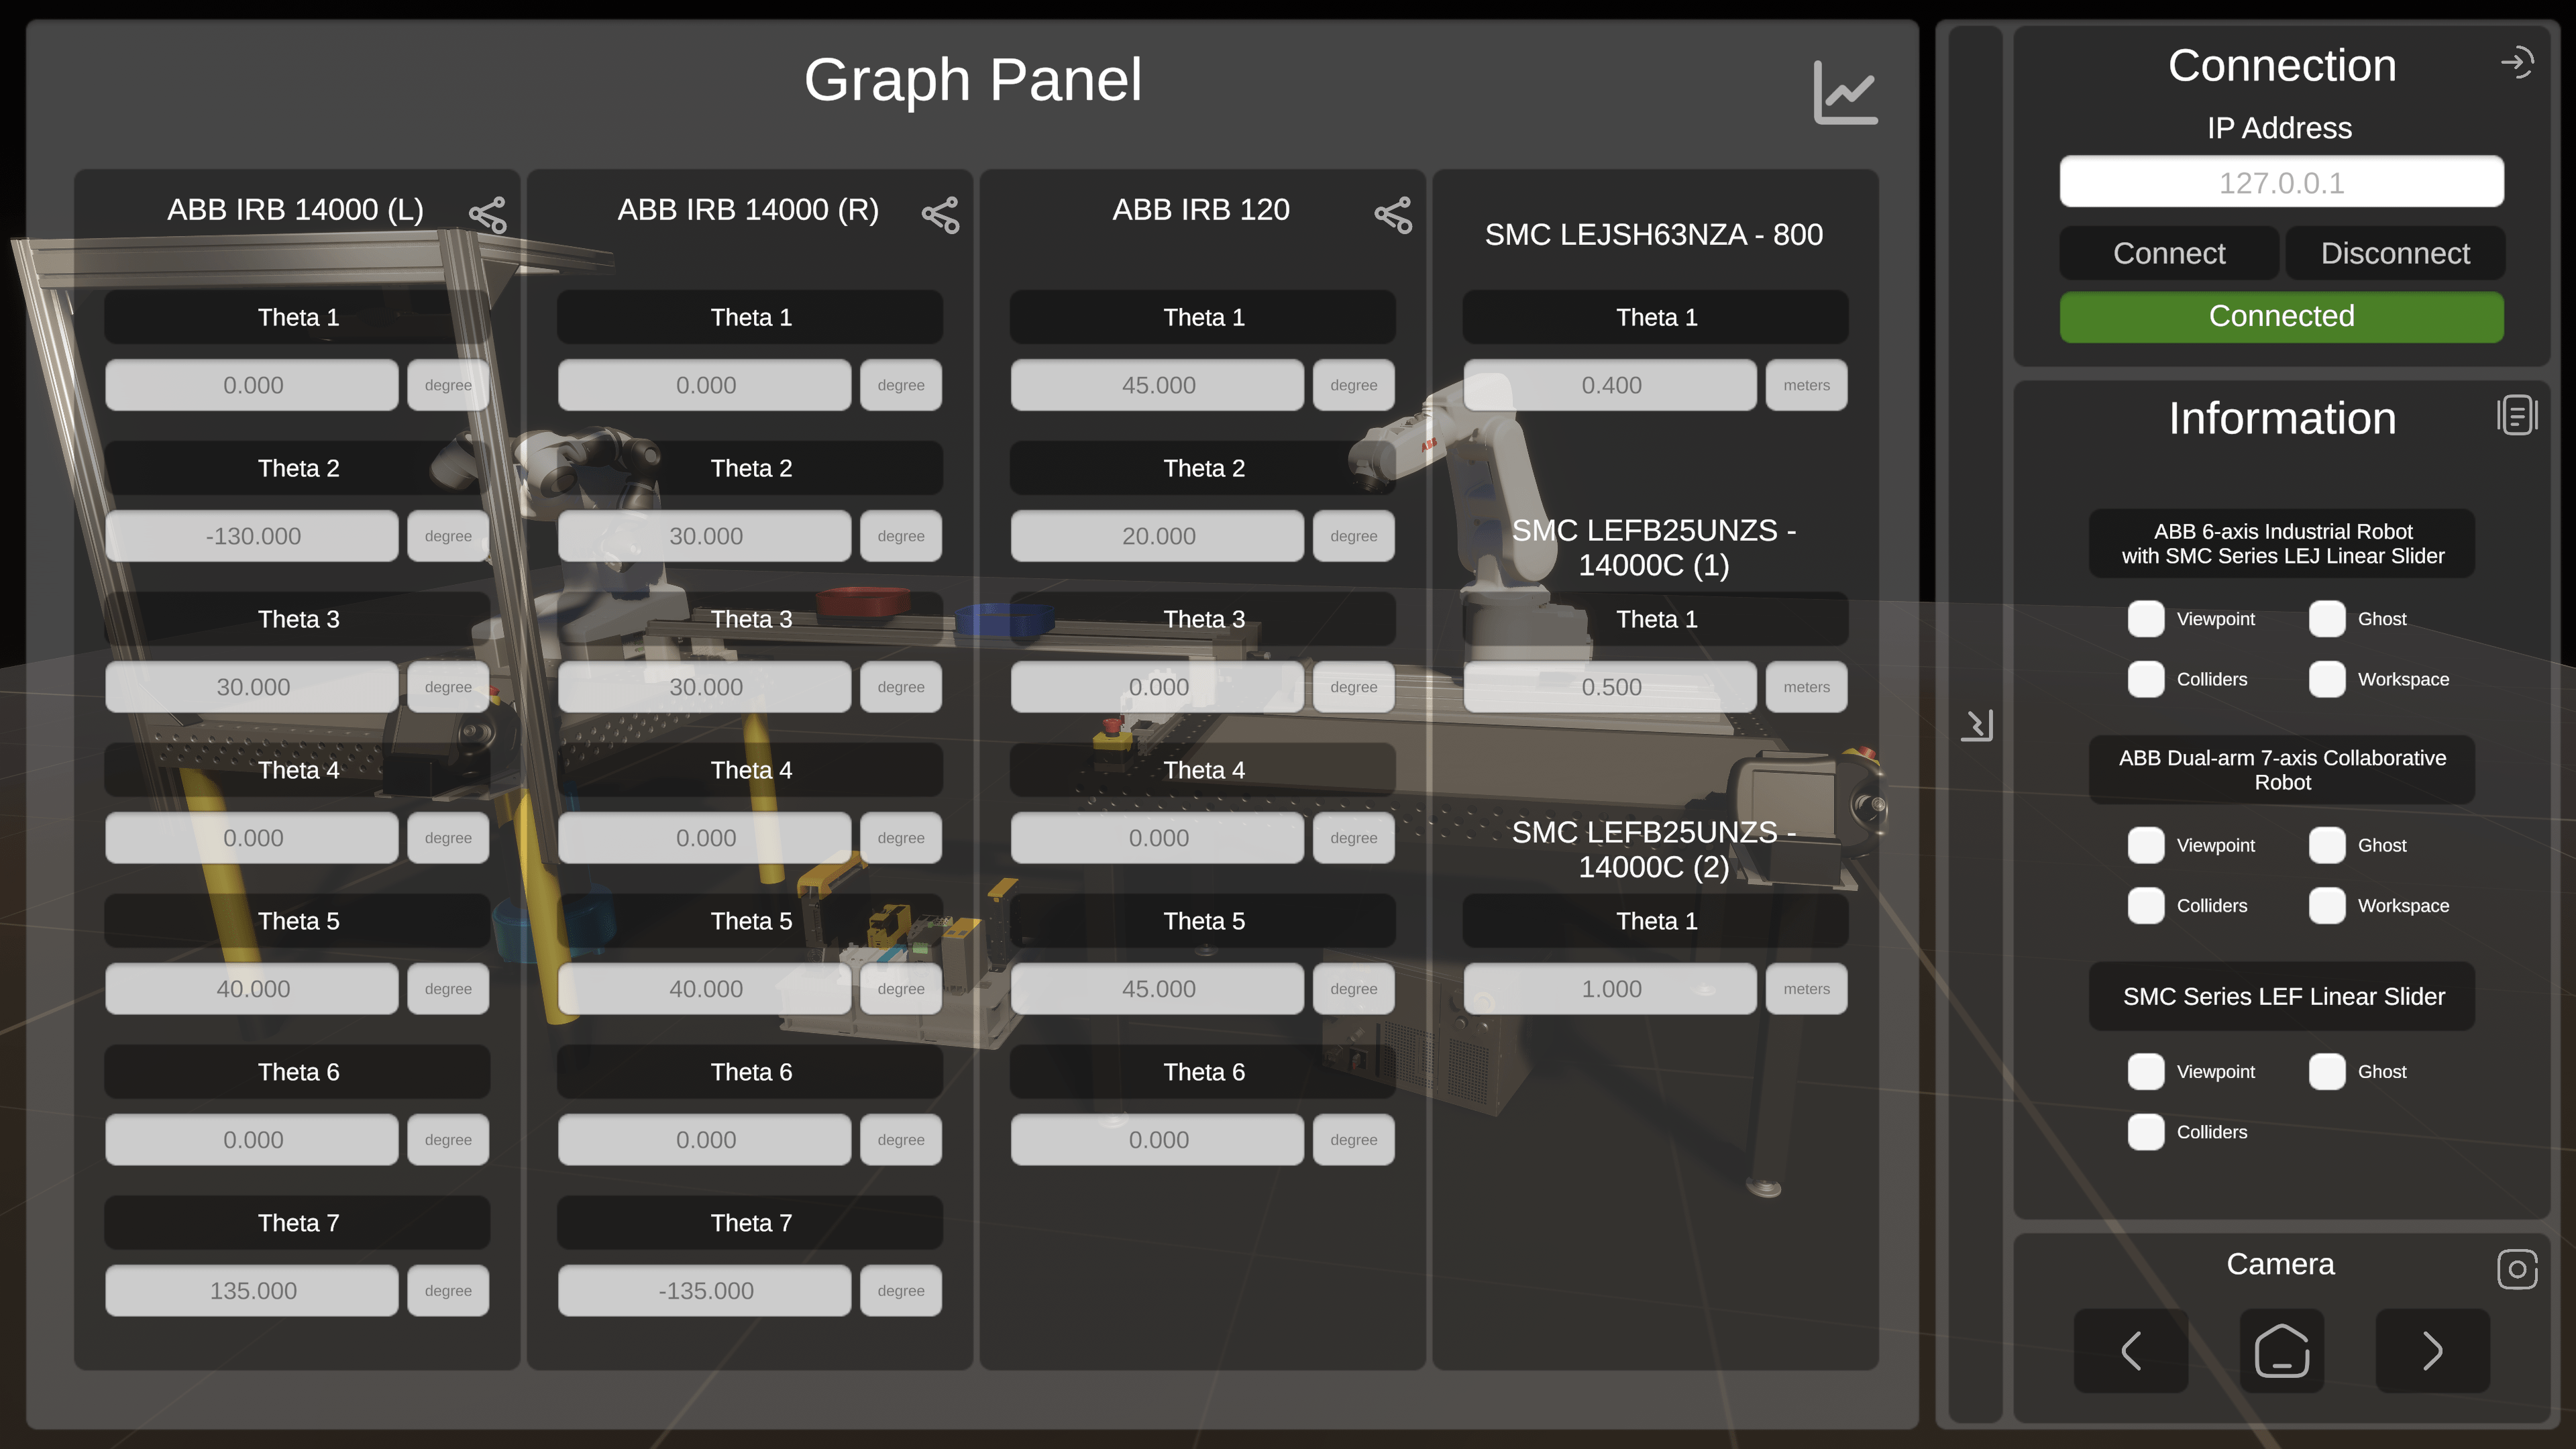 Graph Panel
ABB IRB 14000 (L)
Theta 1
0.000 degree
Theta 2
-130.000 degree
Theta 3
30.000 degree
Theta 4
0.000 degree
Theta 5
40.000 degree
Theta 6
0.000 degree
Theta 7
135.000 degree
ABB IRB 14000 (R)
Theta 1
0.000 degree
Theta 2
30.000 degree
Theta 3
30.000 degree
Theta 4
0.000 degree
Theta 5
40.000 degree
Theta 6
0.000 degree
Theta 7
-135.000 degree
ABB IRB 120
Theta 1
45.000 degree
Theta 2
20.000 degree
Theta 3
0.000 degree
Theta 4
0.000 degree
Theta 5
45.000 degree
Theta 6
0.000 degree
SMC LEJSH63NZA - 800
Theta 1
0.400 meters
SMC LEFB25UNZS -
14000C (1)
Theta 1
0.500 meters
SMC LEFB25UNZS -
14000C (2)
Theta 1
1.000 meters
ABB
Connection
IP Address
127.0.0.1
Connect Disconnect
Connected
Information
ABB 6-axis Industrial Robot
with SMC Series LEJ Linear Slider
Viewpoint Ghost
Colliders Workspace
ABB Dual-arm 7-axis Collaborative
Robot
Viewpoint Ghost
Colliders Workspace
SMC Series LEF Linear Slider
Viewpoint Ghost
Colliders
Camera